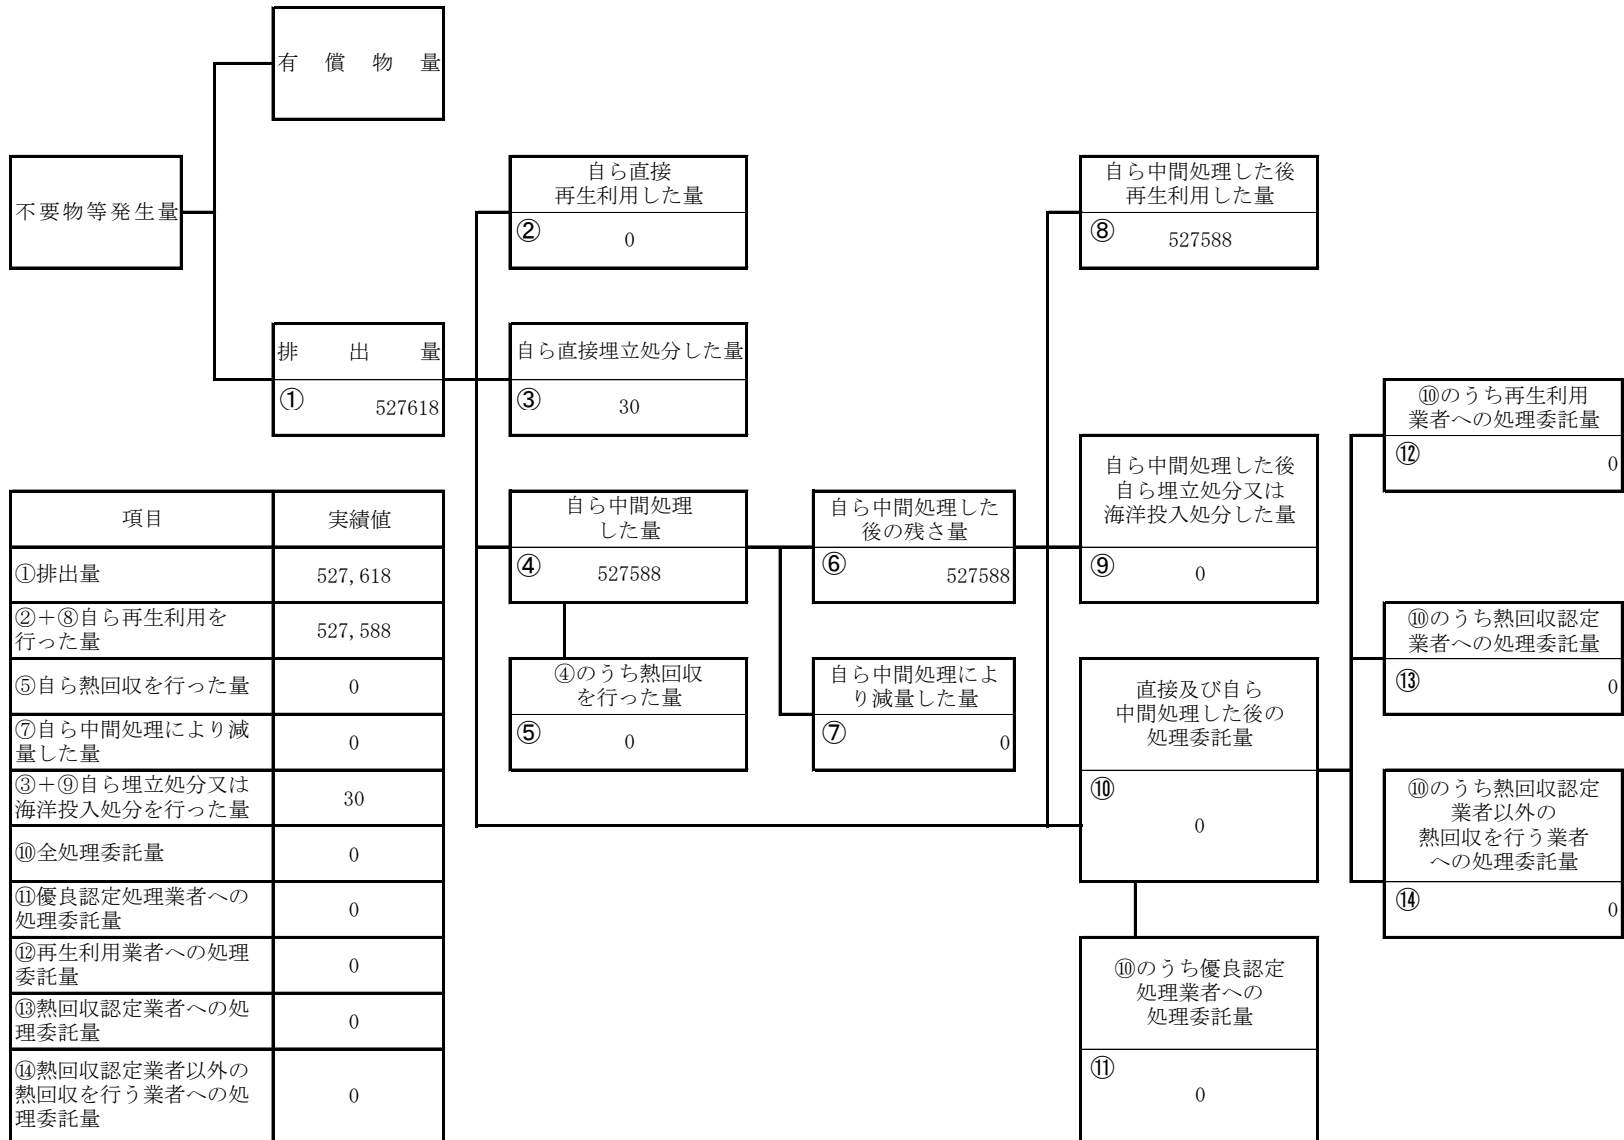 有償物量
不要物等発生量
排出量
①
527618
自ら直接
再生利用した量
②
0
自ら直接埋立処分した量
③
30
自ら中間処理
した量
④
527588
④のうち熱回収
を行った量
⑤
0
自ら中間処理した
後の残さ量
⑥
527588
自ら中間処理によ
り減量した量
⑦
0
自ら中間処理した後
再生利用した量
⑧
527588
自ら中間処理した後
自ら埋立処分又は
海洋投入処分した量
⑨
0
直接及び自ら
中間処理した後の
処理委託量
⑩
0
⑩のうち優良認定
処理業者への
処理委託量
⑪
0
⑩のうち再生利用
業者への処理委託量
⑫
0
⑩のうち熱回収認定
業者への処理委託量
⑬
0
⑩のうち熱回収認定
業者以外の
熱回収を行う業者
への処理委託量
⑭
0
項目 実績値
①排出量 527,618
②+⑧自ら再生利用を
行った量
527,588
⑤自ら熱回収を行った量 0
⑦自ら中間処理により減
量した量
0
③+⑨自ら埋立処分又は
海洋投入処分を行った量
30
⑩全処理委託量 0
⑪優良認定処理業者への
処理委託量
0
⑫再生利用業者への処理
委託量
0
⑬熱回収認定業者への処
理委託量
0
⑭熱回収認定業者以外の
熱回収を行う業者への処
理委託量
0